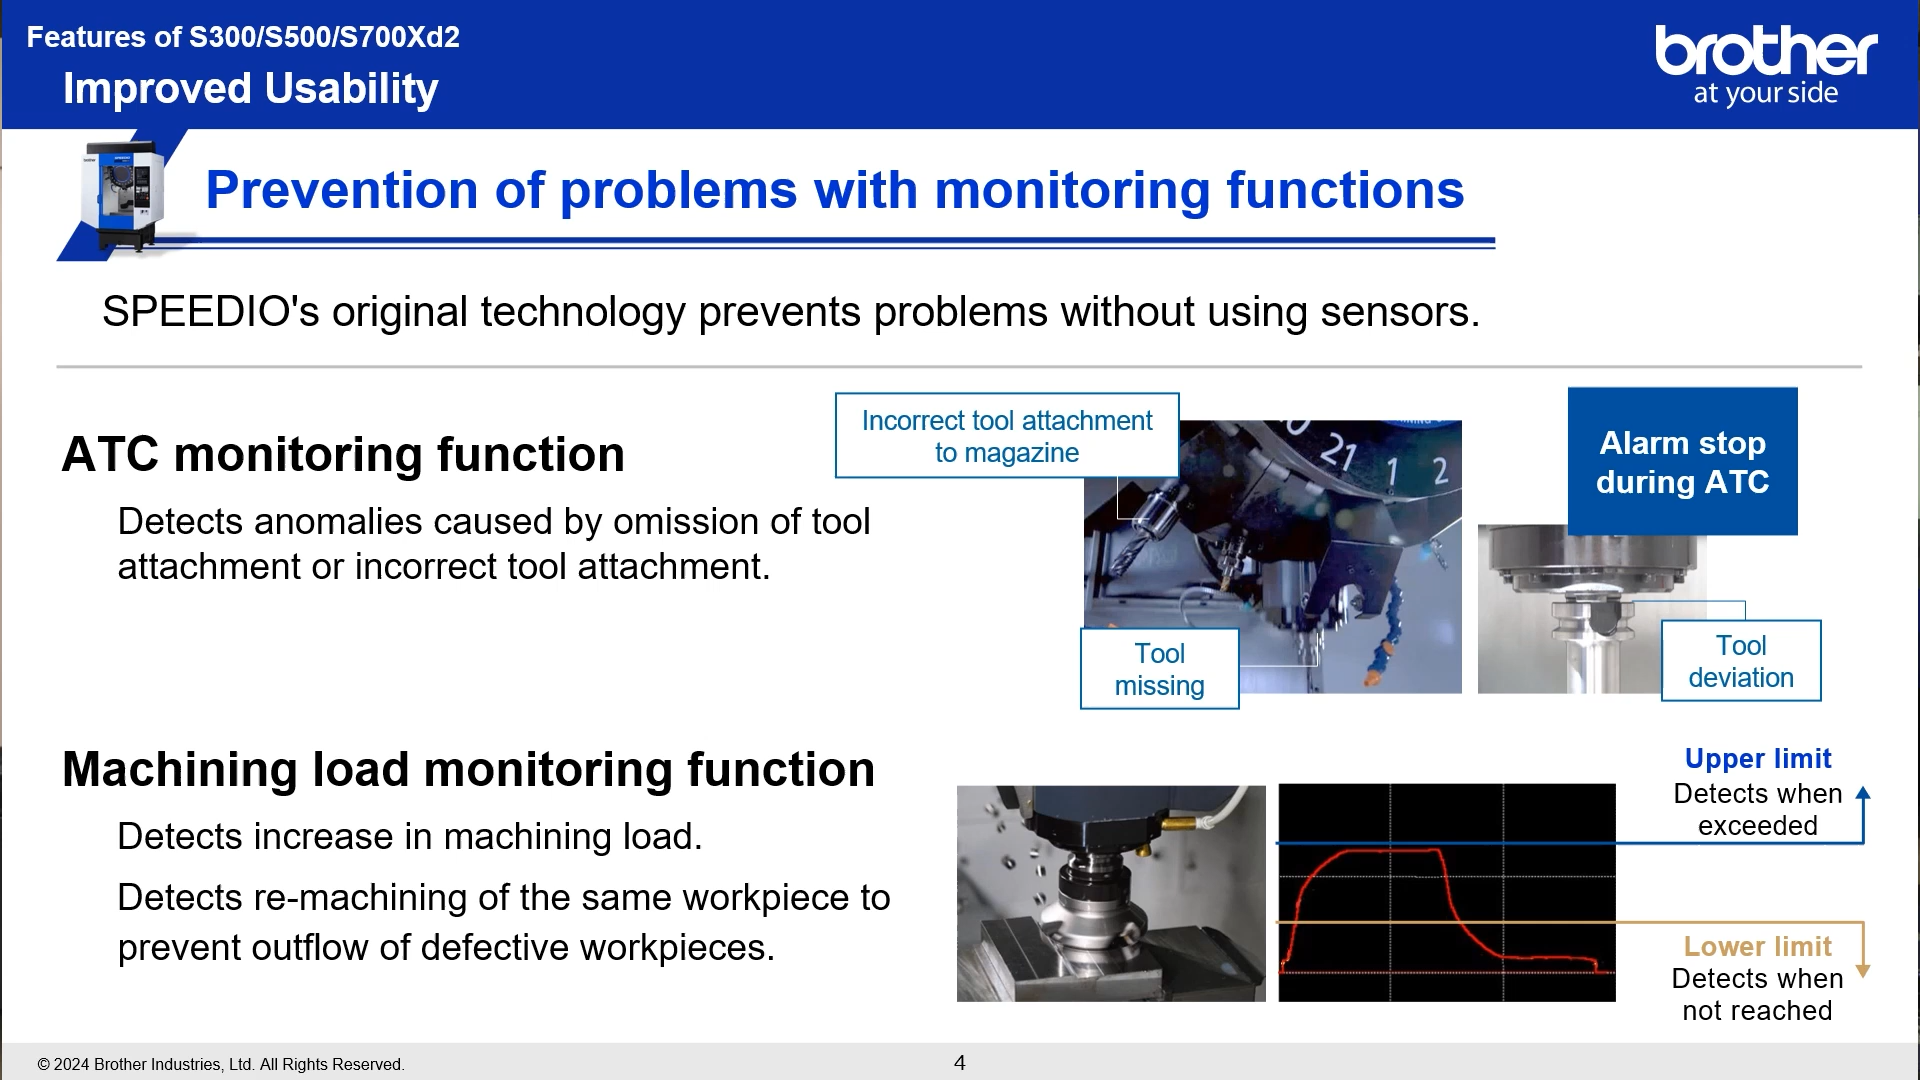 Features of S300/S500/S700Xd2
Improved Usability
brother
at your side
Prevention of problems with monitoring functions
SPEEDIO's original technology prevents problems without using sensors.
ATC monitoring function
Detects anomalies caused by omission of tool
attachment or incorrect tool attachment.
Incorrect tool attachment
to magazine
21 1 2
Tool
missing
Alarm stop
during ATC
Tool
deviation
Machining load monitoring function
Detects increase in machining load.
Detects re-machining of the same workpiece to
prevent outflow of defective workpieces.
Upper limit
Detects when
exceeded
Lower limit
Detects when
not reached
© 2024 Brother Industries, Ltd. All Rights Reserved.
4